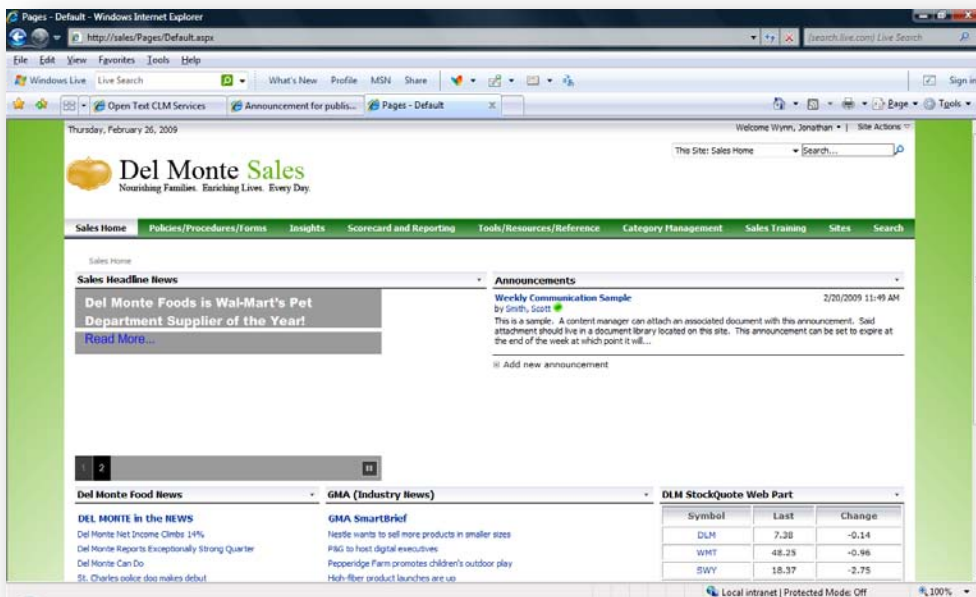 Pages - Default - Windows Internet Explorer
http://sales/Pages/Default.aspx
[search.live.com] Live Search
File Edit View Favorites Tools Help
Windows Live Live Search What's New Profile MSN Share Sign in
Open Text CLM Services Announcement for publis... Pages - Default Page Tools
Thursday, February 26, 2009 Welcome Wynn, Jonathan | Site Actions
This Site: Sales Home Search...
Del Monte Sales
Nourishing Families. Enriching Lives. Every Day.
Sales Home Policies/Procedures/Forms Insights Scorecard and Reporting Tools/Resources/Reference Category Management Sales Training Sites Search
Sales Home
Sales Headline News Announcements
Del Monte Foods is Wal-Mart's Pet
Department Supplier of the Year!
Read More...
Weekly Communication Sample 2/20/2009 11:49 AM
by Smith, Scott
This is a sample. A content manager can attach an associated document with this announcement. Said
attachment should live in a document library located on this site. This announcement can be set to expire at
the end of the week at which point it will...
Add new announcement
1 2
Del Monte Food News GMA (Industry News) DLM StockQuote Web Part
DEL MONTE in the NEWS
Del Monte Net Income Climbs 14%
Del Monte Reports Exceptionally Strong Quarter
Del Monte Can Do
St. Charles police dog makes debut
GMA SmartBrief
Nestle wants to sell more products in smaller sizes
P&G to host digital executives
Pepperidge Farm promotes children's outdoor play
High-fiber product launches are up
Symbol Last Change
DLM 7.38 -0.14
WMT 48.25 -0.96
SWY 18.37 -2.75
Local intranet | Protected Mode: Off 100%